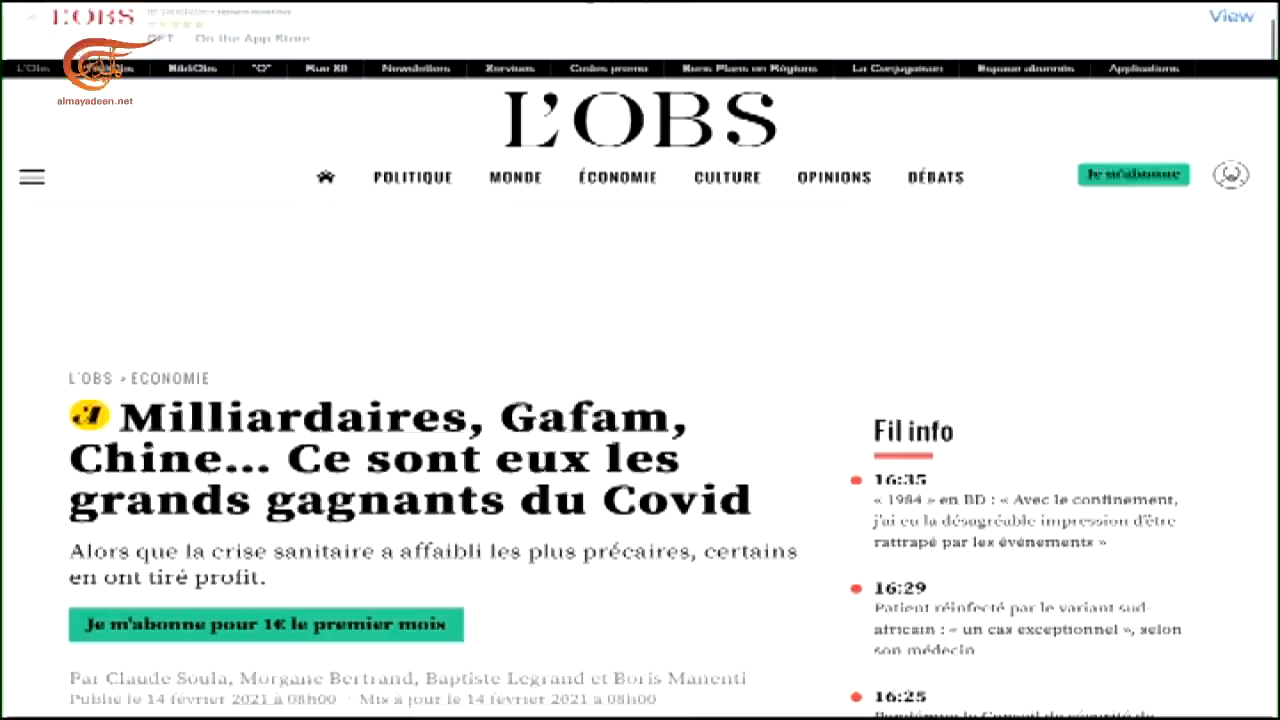 L'OBS
View
GET On the App Store
almayadeen.net
L'Obs BibliObs "O" Rue 89 Newsletters Services Codes promo Bons Plans en Régions La Conjugaison Espace abonnés Applications
L'OBS
POLITIQUE MONDE ÉCONOMIE CULTURE OPINIONS DÉBATS
Je m'abonne
L'OBS > ECONOMIE
Milliardaires, Gafam,
Chine... Ce sont eux les
grands gagnants du Covid
Alors que la crise sanitaire a affaibli les plus précaires, certains
en ont tiré profit.
Je m'abonne pour 1€ le premier mois
Par Claude Soula, Morgane Bertrand, Baptiste Legrand et Boris Manenti
Publié le 14 février 2021 à 08h00 · Mis à jour le 14 février 2021 à 08h00
Fil info
16:35
« 1984 » en BD : « Avec le confinement,
j'ai eu la désagréable impression d'être
rattrapé par les événements »
16:29
Patient réinfecté par le variant sud-
africain : « un cas exceptionnel », selon
son médecin
16:25